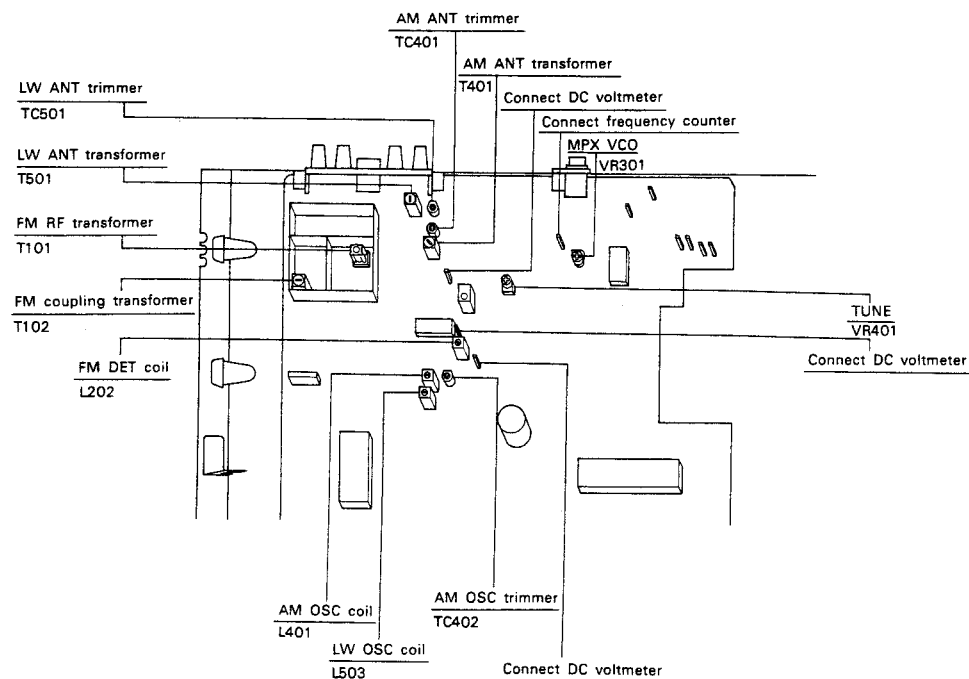 AM ANT trimmer
TC401
AM ANT transformer
T401
LW ANT trimmer
TC501
Connect DC voltmeter
Connect frequency counter
MPX VCO
VR301
LW ANT transformer
T501
FM RF transformer
T101
FM coupling transformer
T102
TUNE
VR401
FM DET coil
L202
Connect DC voltmeter
AM OSC coil
L401
AM OSC trimmer
TC402
LW OSC coil
L503
Connect DC voltmeter